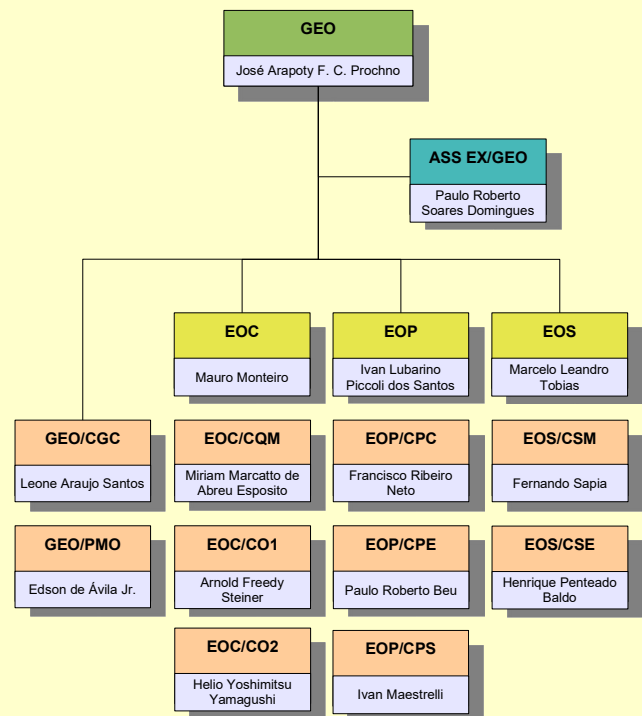 GEO
José Arapoty F. C. Prochno
ASS EX/GEO
Paulo Roberto
Soares Domingues
EOC
Mauro Monteiro
EOP
Ivan Lubarino
Piccoli dos Santos
EOS
Marcelo Leandro
Tobias
GEO/CGC
Leone Araujo Santos
EOC/CQM
Miriam Marcatto de
Abreu Esposito
EOP/CPC
Francisco Ribeiro
Neto
EOS/CSM
Fernando Sapia
GEO/PMO
Edson de Ávila Jr.
EOC/CO1
Arnold Freedy
Steiner
EOP/CPE
Paulo Roberto Beu
EOS/CSE
Henrique Penteado
Baldo
EOC/CO2
Helio Yoshimitsu
Yamagushi
EOP/CPS
Ivan Maestrelli